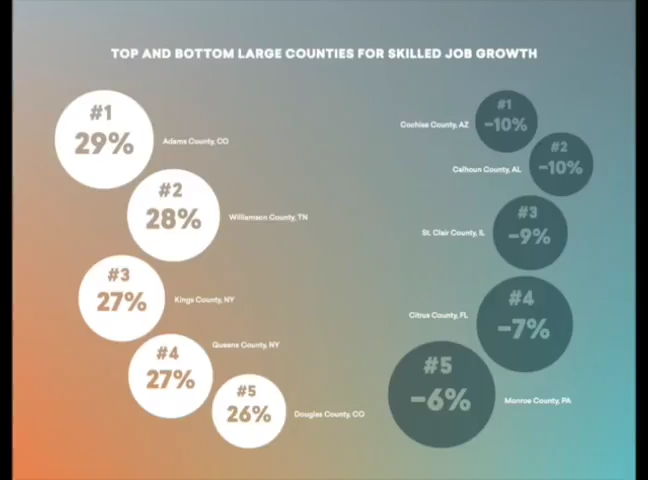 TOP AND BOTTOM LARGE COUNTIES FOR SKILLED JOB GROWTH
#1
29%
Adams County, CO
#2
28%
Williamson County, TN
#3
27%
Kings County, NY
#4
27%
Queens County, NY
#5
26%
Douglas County, CO
#1
-10%
Cochise County, AZ
#2
-10%
Calhoun County, AL
#3
-9%
St. Clair County, IL
#4
-7%
Citrus County, FL
#5
-6%
Monroe County, PA